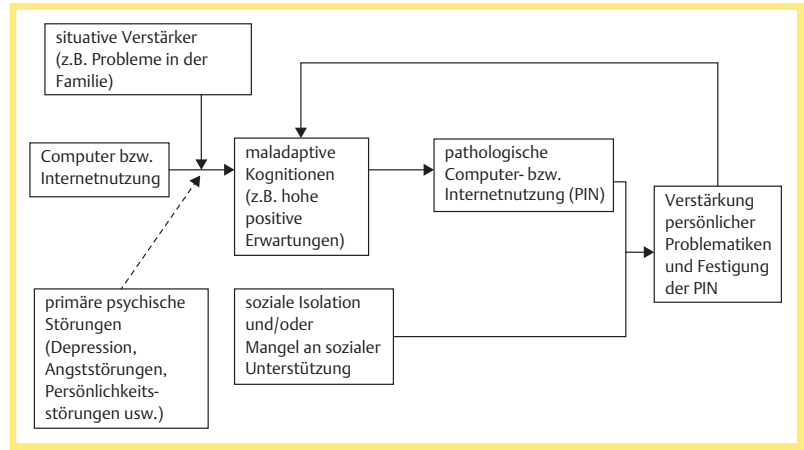 situative Verstärker
(z.B. Probleme in der
Familie)
Computer bzw.
Internetnutzung
maladaptive
Kognitionen
(z.B. hohe
positive
Erwartungen)
pathologische
Computer- bzw.
Internetnutzung (PIN)
Verstärkung
persönlicher
Problematiken
und Festigung
der PIN
primäre psychische
Störungen
(Depression,
Angststörungen,
Persönlichkeits-
störungen usw.)
soziale Isolation
und/oder
Mangel an sozialer
Unterstützung